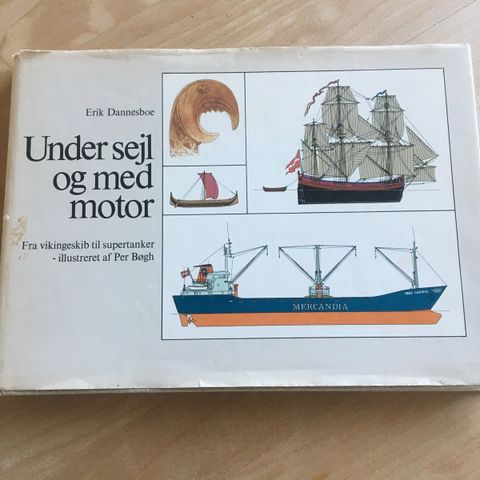 Erik Dannesboe
Under sejl
og med
motor
Fra vikingeskib til supertanker
- illustreret af Per Bøgh
MERCANDIA